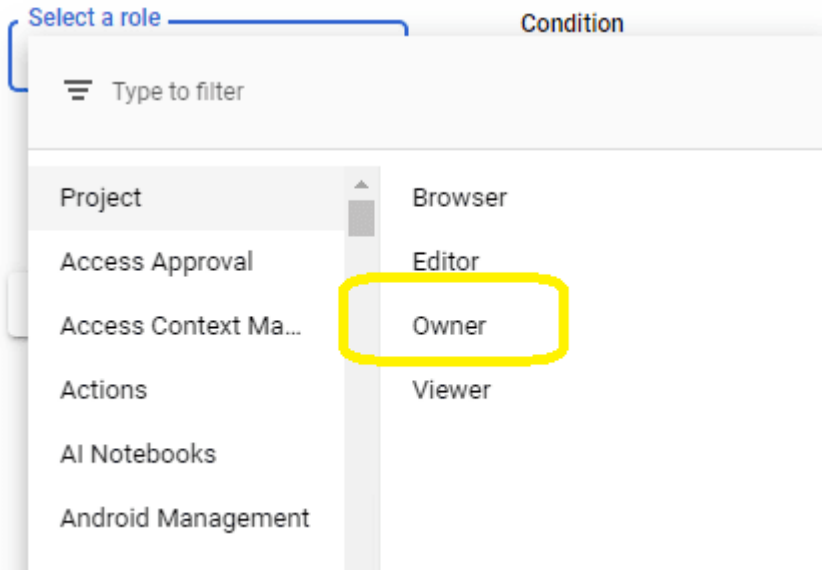 Select a role
Condition
Type to filter
Project
Access Approval
Access Context Ma...
Actions
AI Notebooks
Android Management
Browser
Editor
Owner
Viewer